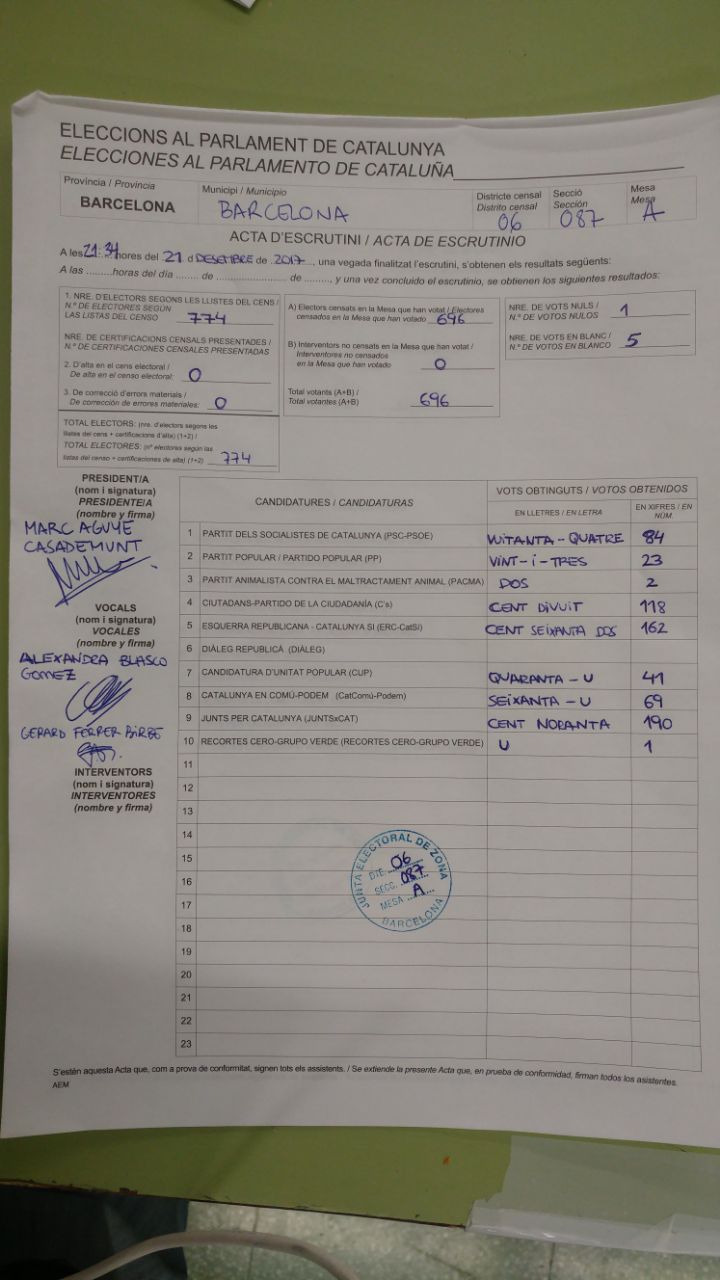 ELECCIONS AL PARLAMENT DE CATALUNYA
ELECCIONES AL PARLAMENTO DE CATALUÑA
Província / Provincia
BARCELONA
Municipi / Municipio
BARCELONA
Districte censal
Distrito censal
06
Secció
Sección
087
Mesa
Mesa
A
ACTA D'ESCRUTINI / ACTA DE ESCRUTINIO
A les 21:34 hores del 21 d DESEMBRE de 2017, una vegada finalitzat l'escrutini, s'obtenen els resultats següents:
A las .........horas del día ....... de ........................ de ........., y una vez concluido el escrutinio, se obtienen los siguientes resultados:
1. NRE. D'ELECTORS SEGONS LES LLISTES DEL CENS /
N.º DE ELECTORES SEGÚN
LAS LISTAS DEL CENSO 774
NRE. DE CERTIFICACIONS CENSALS PRESENTADES /
N.º DE CERTIFICACIONES CENSALES PRESENTADAS
2. D'alta en el cens electoral /
De alta en el censo electoral: 0
3. De correcció d'errors materials /
De corrección de errores materiales: 0
TOTAL ELECTORS: (nre. d'electors segons les
llistes del cens + certificacions d'alta) (1+2) /
TOTAL ELECTORES: (nº electores según las
listas del censo + certificaciones de alta) (1+2) 774
A) Electors censats en la Mesa que han votat / Electores
censados en la Mesa que han votado 696
B) Interventors no censats en la Mesa que han votat /
Interventores no censados
en la Mesa que han votado 0
Total votants (A+B) /
Total votantes (A+B) 696
NRE. DE VOTS NULS /
N.º DE VOTOS NULOS 1
NRE. DE VOTS EN BLANC /
N.º DE VOTOS EN BLANCO 5
PRESIDENT/A
(nom i signatura)
PRESIDENTE/A
(nombre y firma)
MARC AGUYE
CASADEMUNT
VOCALS
(nom i signatura)
VOCALES
(nombre y firma)
ALEXANDRA BLASCO
GOMEZ
GERARD FERRER BIRBE
INTERVENTORS
(nom i signatura)
INTERVENTORES
(nombre y firma)
CANDIDATURES / CANDIDATURAS
VOTS OBTINGUTS / VOTOS OBTENIDOS
EN LLETRES / EN LETRA
EN XIFRES / EN NÚM.
1 PARTIT DELS SOCIALISTES DE CATALUNYA (PSC-PSOE) VUITANTA-QUATRE 84
2 PARTIT POPULAR / PARTIDO POPULAR (PP) VINT-I-TRES 23
3 PARTIT ANIMALISTA CONTRA EL MALTRACTAMENT ANIMAL (PACMA) DOS 2
4 CIUTADANS-PARTIDO DE LA CIUDADANÍA (C's) CENT DIVUIT 118
5 ESQUERRA REPUBLICANA - CATALUNYA SÍ (ERC-CatSí) CENT SEIXANTA DOS 162
6 DIÀLEG REPUBLICÀ (DIÀLEG)
7 CANDIDATURA D'UNITAT POPULAR (CUP) QUARANTA-U 41
8 CATALUNYA EN COMÚ-PODEM (CatComú-Podem) SEIXANTA-U 69
9 JUNTS PER CATALUNYA (JUNTSxCAT) CENT NORANTA 190
10 RECORTES CERO-GRUPO VERDE (RECORTES CERO-GRUPO VERDE) U 1
11
12
13
14
15
16
17
18
19
20
21
22
23
JUNTA ELECTORAL DE ZONA
DTE. 06
SECC. 087
MESA A
BARCELONA
S'estén aquesta Acta que, com a prova de conformitat, signen tots els assistents. / Se extiende la presente Acta que, en prueba de conformidad, firman todos los asistentes.
AEM